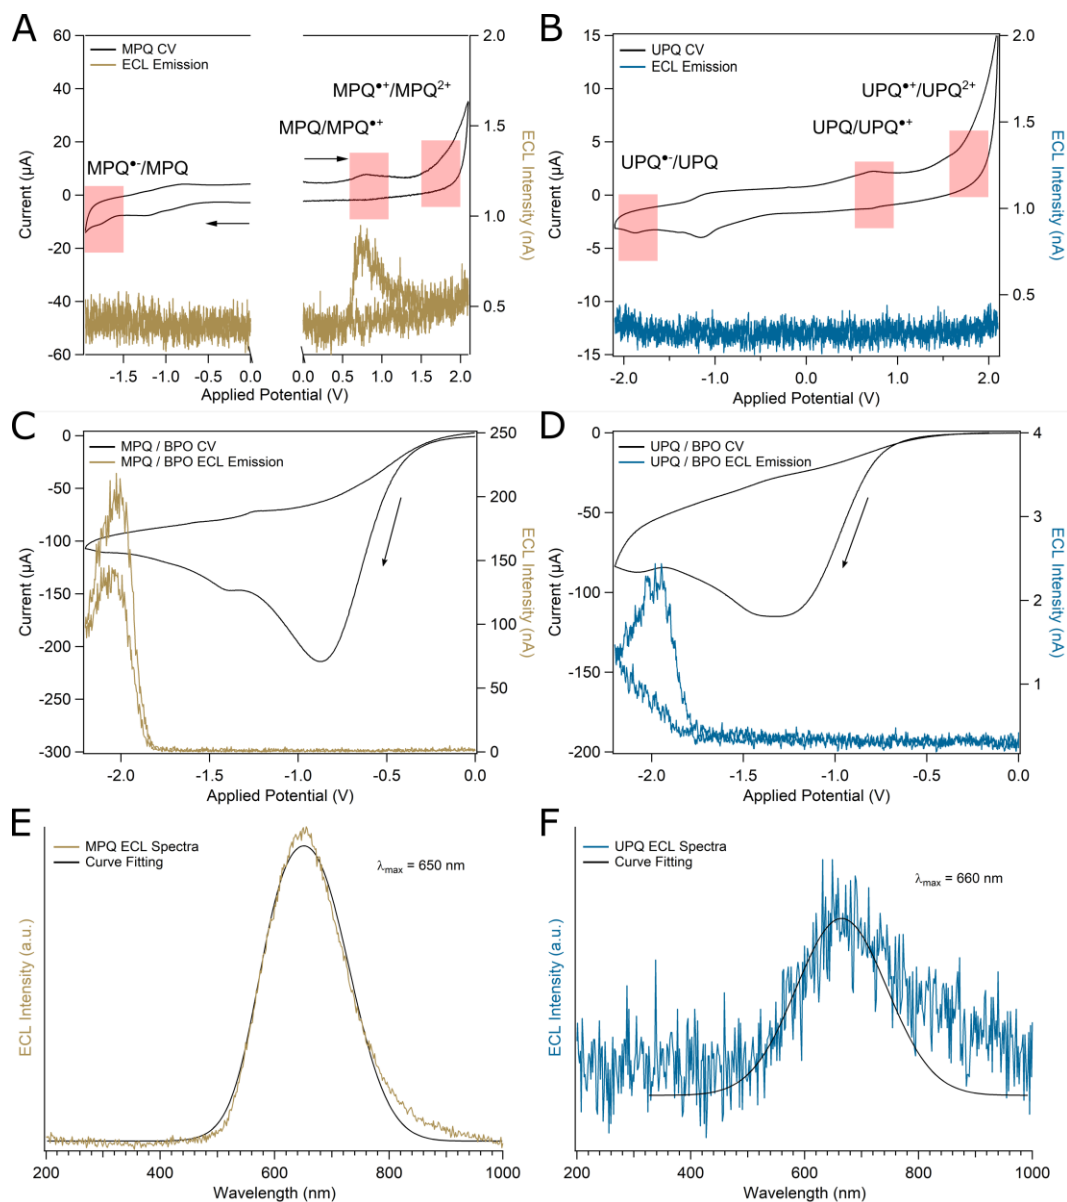 A
MPQ CV
ECL Emission
MPQ•+/MPQ2+
MPQ/MPQ•+
MPQ•-/MPQ
Current (µA)
60
40
20
0
-20
-40
-60
ECL Intensity (nA)
2.0
1.5
1.0
0.5
-1.5 -1.0 -0.5 0.0 0.0 0.5 1.0 1.5 2.0
Applied Potential (V)
B
UPQ CV
ECL Emission
UPQ•+/UPQ2+
UPQ/UPQ•+
UPQ•-/UPQ
Current (µA)
15
10
5
0
-5
-10
-15
ECL Intensity (nA)
2.0
1.5
1.0
0.5
-2.0 -1.0 0.0 1.0 2.0
Applied Potential (V)
C
MPQ / BPO CV
MPQ / BPO ECL Emission
Current (µA)
0
-50
-100
-150
-200
-250
-300
ECL Intensity (nA)
250
200
150
100
50
0
-2.0 -1.5 -1.0 -0.5 0.0
Applied Potential (V)
D
UPQ / BPO CV
UPQ / BPO ECL Emission
Current (µA)
0
-50
-100
-150
-200
ECL Intensity (nA)
4
3
2
1
-2.0 -1.5 -1.0 -0.5 0.0
Applied Potential (V)
E
MPQ ECL Spectra
Curve Fitting
λmax = 650 nm
ECL Intensity (a.u.)
200 400 600 800 1000
Wavelength (nm)
F
UPQ ECL Spectra
Curve Fitting
λmax = 660 nm
ECL Intensity (a.u.)
200 400 600 800 1000
Wavelength (nm)